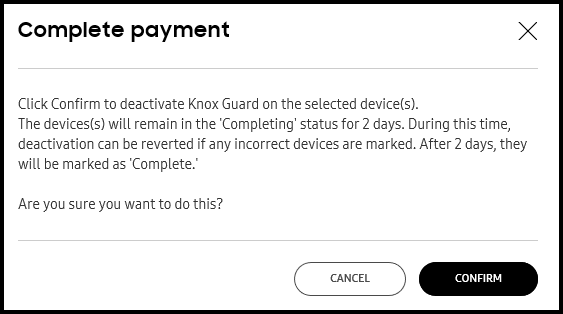 Complete payment
Click Confirm to deactivate Knox Guard on the selected device(s).
The devices(s) will remain in the 'Completing' status for 2 days. During this time,
deactivation can be reverted if any incorrect devices are marked. After 2 days, they
will be marked as 'Complete.'
Are you sure you want to do this?
CANCEL
CONFIRM